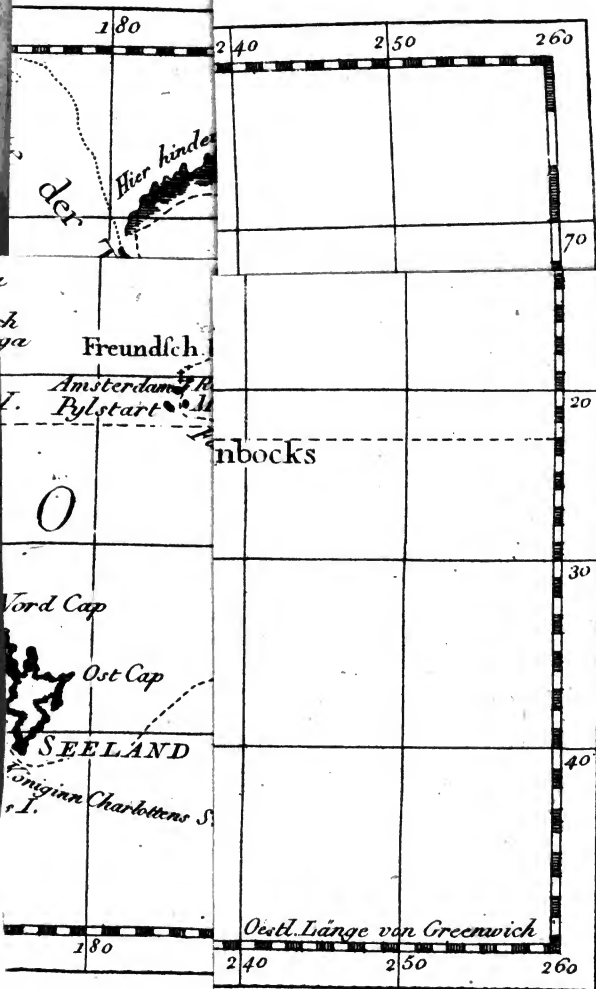 180
240 250 260
Hier hinder
der
70
Freundsch.
Amsterdam
Pylstart
20
I.
nbocks
O
30
Nord Cap
Ost Cap
SEELAND
40
Königinn Charlottens S
s I.
Oestl. Länge von Greenwich
180
240 250 260